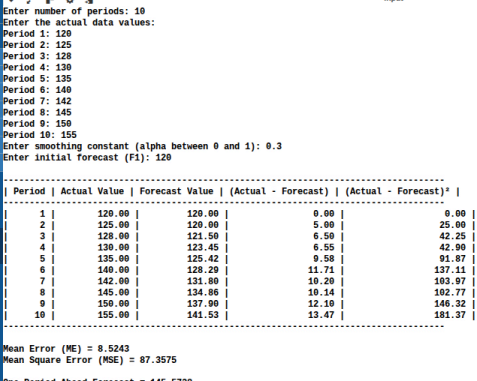 Enter number of periods: 10
Enter the actual data values:
Period 1: 120
Period 2: 125
Period 3: 128
Period 4: 130
Period 5: 135
Period 6: 140
Period 7: 142
Period 8: 145
Period 9: 150
Period 10: 155
Enter smoothing constant (alpha between 0 and 1): 0.3
Enter initial forecast (F1): 120
--------------------------------------------------------------------------------
| Period | Actual Value | Forecast Value | (Actual - Forecast) | (Actual - Forecast)² |
--------------------------------------------------------------------------------
| 1 | 120.00 | 120.00 | 0.00 | 0.00 |
| 2 | 125.00 | 120.00 | 5.00 | 25.00 |
| 3 | 128.00 | 121.50 | 6.50 | 42.25 |
| 4 | 130.00 | 123.45 | 6.55 | 42.90 |
| 5 | 135.00 | 125.42 | 9.58 | 91.87 |
| 6 | 140.00 | 128.29 | 11.71 | 137.11 |
| 7 | 142.00 | 131.80 | 10.20 | 103.97 |
| 8 | 145.00 | 134.86 | 10.14 | 102.77 |
| 9 | 150.00 | 137.90 | 12.10 | 146.32 |
| 10 | 155.00 | 141.53 | 13.47 | 181.37 |
--------------------------------------------------------------------------------
Mean Error (ME) = 8.5243
Mean Square Error (MSE) = 87.3575